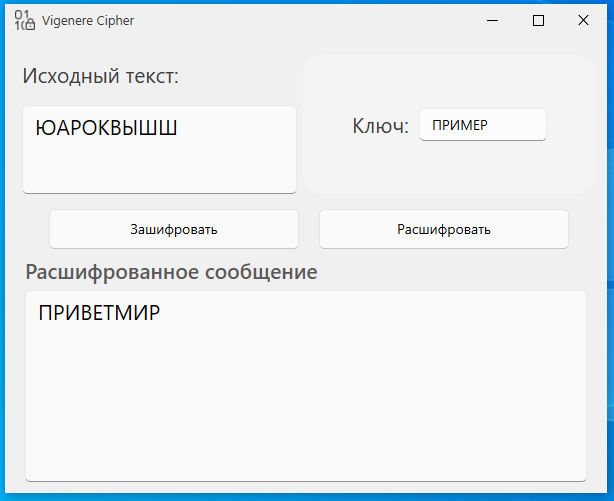 Vigenere Cipher
Исходный текст:
ЮАРОКВЫШШ
Ключ:
ПРИМЕР
Зашифровать
Расшифровать
Расшифрованное сообщение
ПРИВЕТМИР